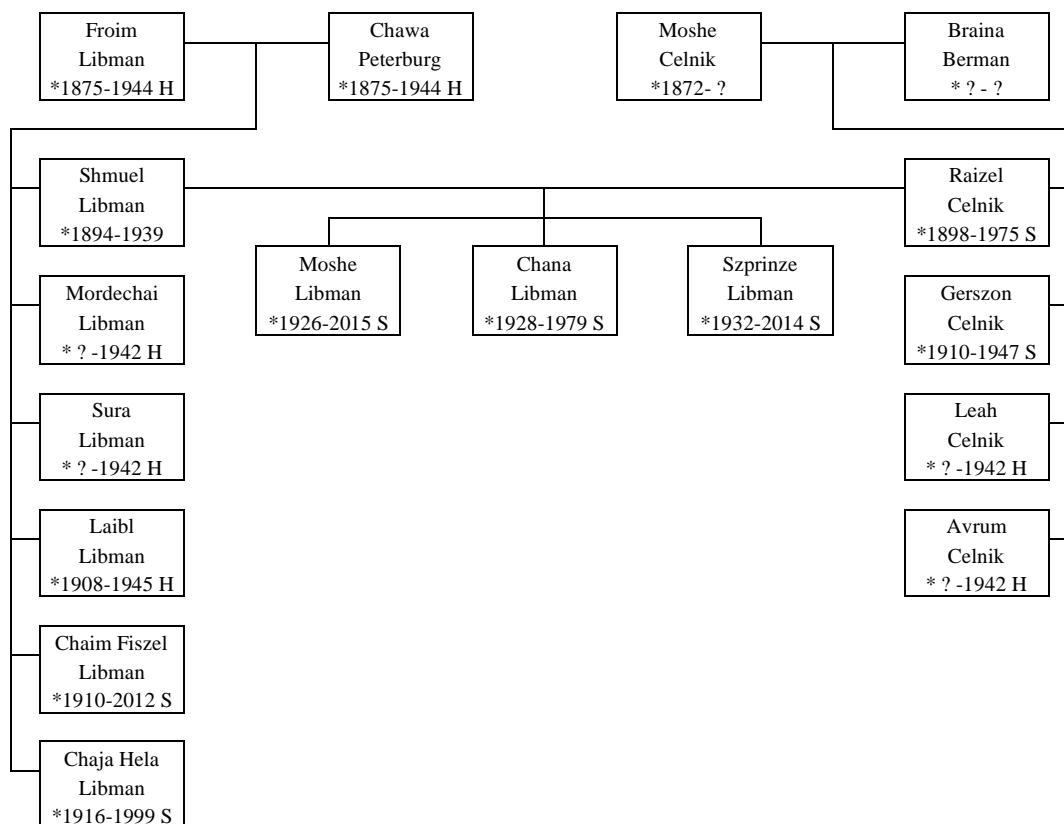 Froim
Libman
*1875-1944 H
Chawa
Peterburg
*1875-1944 H
Moshe
Celnik
*1872- ?
Braina
Berman
* ? - ?
Shmuel
Libman
*1894-1939
Raizel
Celnik
*1898-1975 S
Moshe
Libman
*1926-2015 S
Chana
Libman
*1928-1979 S
Szprinze
Libman
*1932-2014 S
Mordechai
Libman
* ? -1942 H
Gerszon
Celnik
*1910-1947 S
Sura
Libman
* ? -1942 H
Leah
Celnik
* ? -1942 H
Laibl
Libman
*1908-1945 H
Avrum
Celnik
* ? -1942 H
Chaim Fiszel
Libman
*1910-2012 S
Chaja Hela
Libman
*1916-1999 S